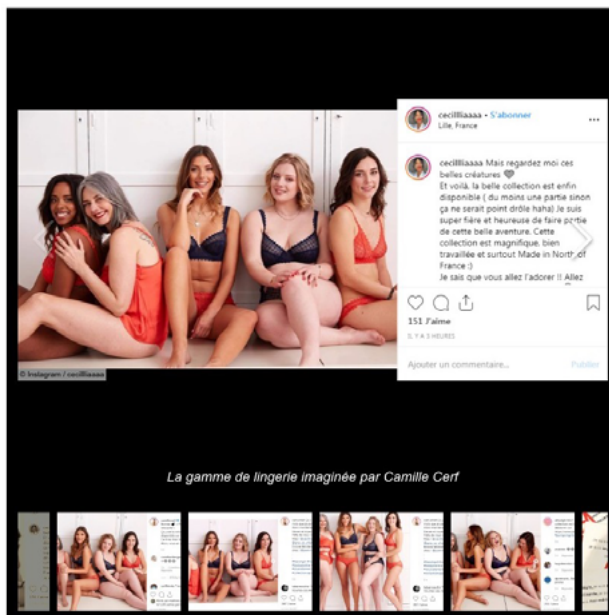 cecillliaaaa • S'abonner
Lille, France
cecillliaaaa Mais regardez moi ces
belles créatures
Et voilà, la belle collection est enfin
disponible ( du moins une partie sinon
ça ne serait point drôle haha) Je suis
super fière et heureuse de faire partie
de cette belle aventure. Cette
collection est magnifique, bien
travaillée et surtout Made in North of
France :)
Je sais que vous allez l'adorer !! Allez
151 J'aime
IL Y A 5 HEURES
Ajouter un commentaire... Publier
© Instagram / cecillliaaaa
La gamme de lingerie imaginée par Camille Cerf